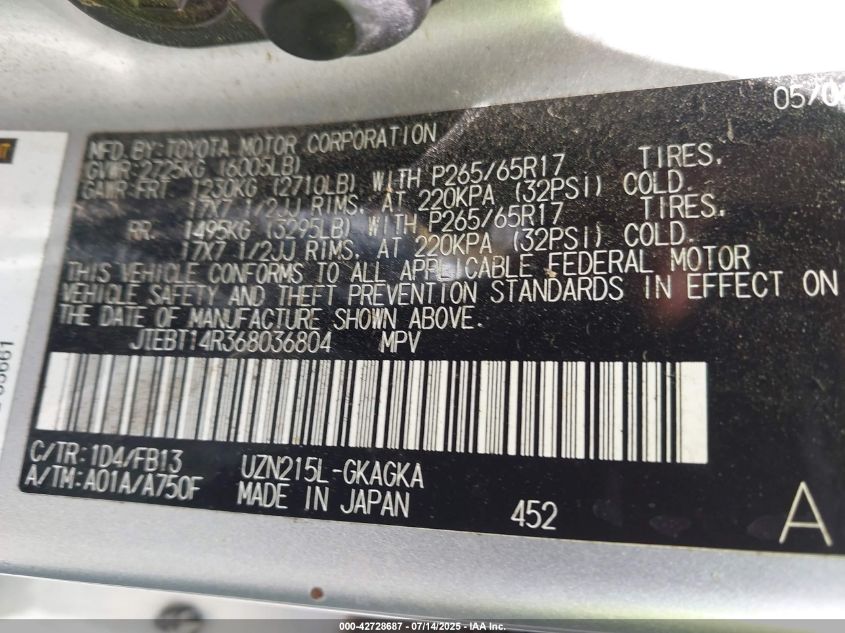 05/0
MFD. BY: TOYOTA MOTOR CORPORATION
GVWR: 2725KG (6005LB)
GAWR: FRT. 1230KG (2710LB) WITH P265/65R17 TIRES,
17X7 1/2JJ RIMS, AT 220KPA (32PSI) COLD.
RR. 1495KG (3295LB) WITH P265/65R17 TIRES,
17X7 1/2JJ RIMS, AT 220KPA (32PSI) COLD.
THIS VEHICLE CONFORMS TO ALL APPLICABLE FEDERAL MOTOR
VEHICLE SAFETY AND THEFT PREVENTION STANDARDS IN EFFECT ON
THE DATE OF MANUFACTURE SHOWN ABOVE.
JTEBT14R368036804 MPV
C/TR: 1D4/FB13 UZN215L-GKAGKA
A/TM: A01A/A750F MADE IN JAPAN 452 A
000-42728687 - 07/14/2025 - IAA Inc.